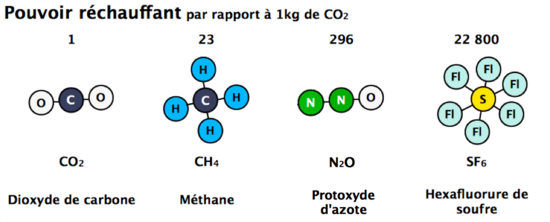 Pouvoir réchauffant par rapport à 1kg de CO₂
1 23 296 22 800
O C O
H H C H H
N N O
Fl Fl Fl S Fl Fl Fl
CO₂ CH₄ N₂O SF₆
Dioxyde de carbone Méthane Protoxyde d'azote Hexafluorure de soufre